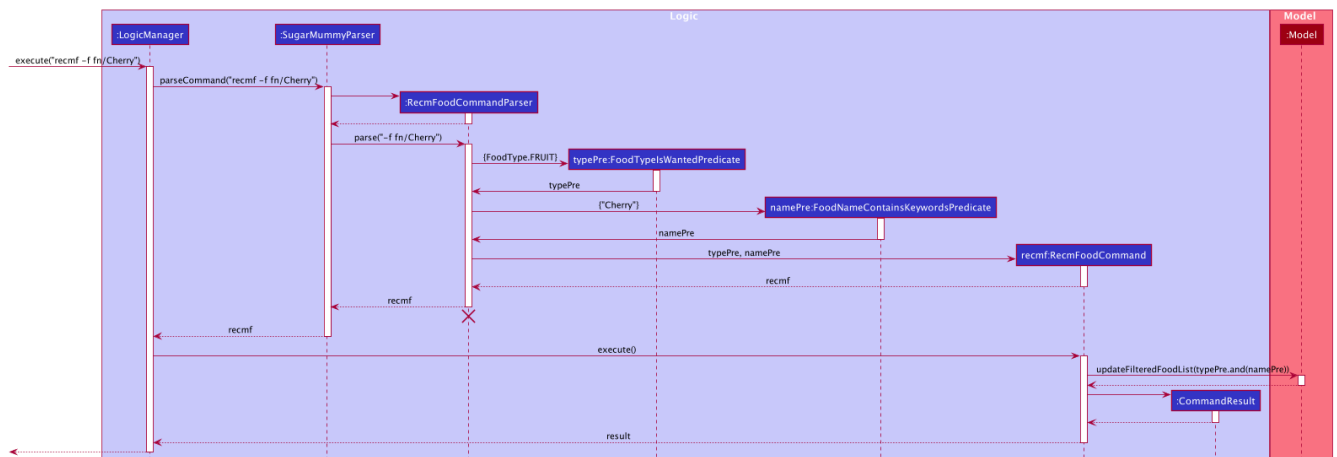 Logic
Model
:LogicManager
:SugarMummyParser
:Model
execute("recmf -f fn/Cherry")
parseCommand("recmf -f fn/Cherry")
:RecmFoodCommandParser
parse("-f fn/Cherry")
{FoodType.FRUIT}
typePre:FoodTypeIsWantedPredicate
typePre
{"Cherry"}
namePre:FoodNameContainsKeywordsPredicate
namePre
typePre, namePre
recmf:RecmFoodCommand
recmf
recmf
recmf
execute()
updateFilteredFoodList(typePre.and(namePre))
:CommandResult
result